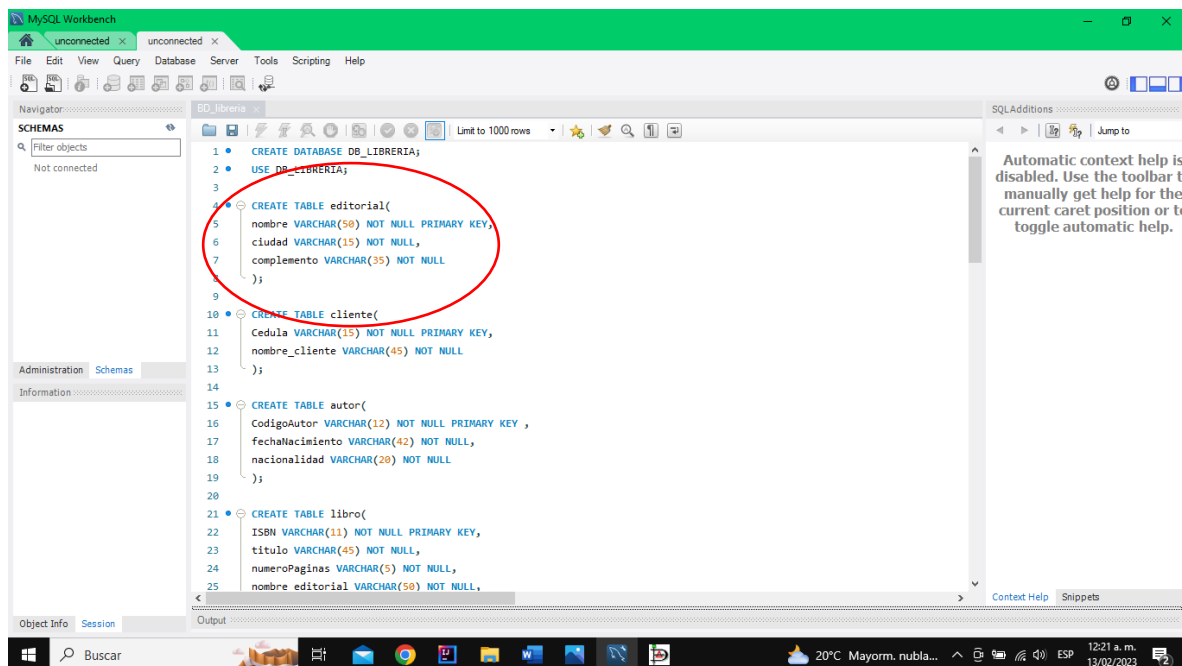 MySQL Workbench
unconnected × unconnected ×
File Edit View Query Database Server Tools Scripting Help
Navigator
SCHEMAS
Filter objects
Not connected
Administration Schemas
Information
Object Info Session
BD_libreria ×
Limit to 1000 rows
1 CREATE DATABASE DB_LIBRERIA;
2 USE DB_LIBRERIA;
3
4 CREATE TABLE editorial(
5 nombre VARCHAR(50) NOT NULL PRIMARY KEY,
6 ciudad VARCHAR(15) NOT NULL,
7 complemento VARCHAR(35) NOT NULL
8 );
9
10 CREATE TABLE cliente(
11 Cedula VARCHAR(15) NOT NULL PRIMARY KEY,
12 nombre_cliente VARCHAR(45) NOT NULL
13 );
14
15 CREATE TABLE autor(
16 CodigoAutor VARCHAR(12) NOT NULL PRIMARY KEY ,
17 fechaNacimiento VARCHAR(42) NOT NULL,
18 nacionalidad VARCHAR(20) NOT NULL
19 );
20
21 CREATE TABLE libro(
22 ISBN VARCHAR(11) NOT NULL PRIMARY KEY,
23 titulo VARCHAR(45) NOT NULL,
24 numeroPaginas VARCHAR(5) NOT NULL,
25 nombre_editorial VARCHAR(50) NOT NULL,
Output
SQLAdditions
Jump to
Automatic context help is
disabled. Use the toolbar t
manually get help for the
current caret position or t
toggle automatic help.
Context Help Snippets
Buscar
20°C Mayorm. nubla... ESP
12:21 a. m.
13/02/2023
2